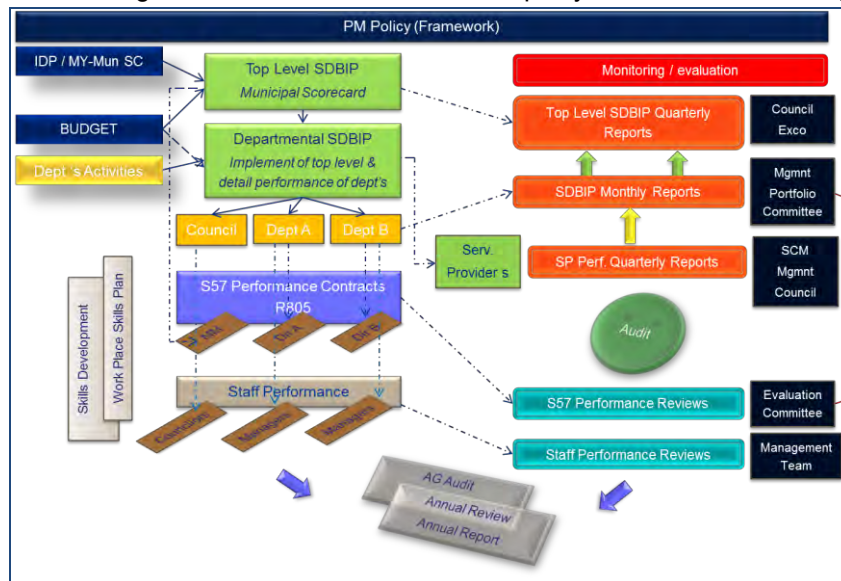 PM Policy (Framework)
IDP / MY-Mun SC
BUDGET
Dept.'s Activities
Top Level SDBIP
Municipal Scorecard
Departmental SDBIP
Implement of top level &
detail performance of dept's
Council
Dept A
Dept B
Serv.
Provider s
S57 Performance Contracts
R805
MM
Dir A
Dir B
Staff Performance
Councilors
Managers
Managers
Skills Development
Work Place Skills Plan
Monitoring / evaluation
Top Level SDBIP Quarterly
Reports
Council
Exco
SDBIP Monthly Reports
Mgmnt
Portfolio
Committee
SP Perf. Quarterly Reports
SCM
Mgmnt
Council
Audit
S57 Performance Reviews
Evaluation
Committee
Staff Performance Reviews
Management
Team
AG Audit
Annual Review
Annual Report